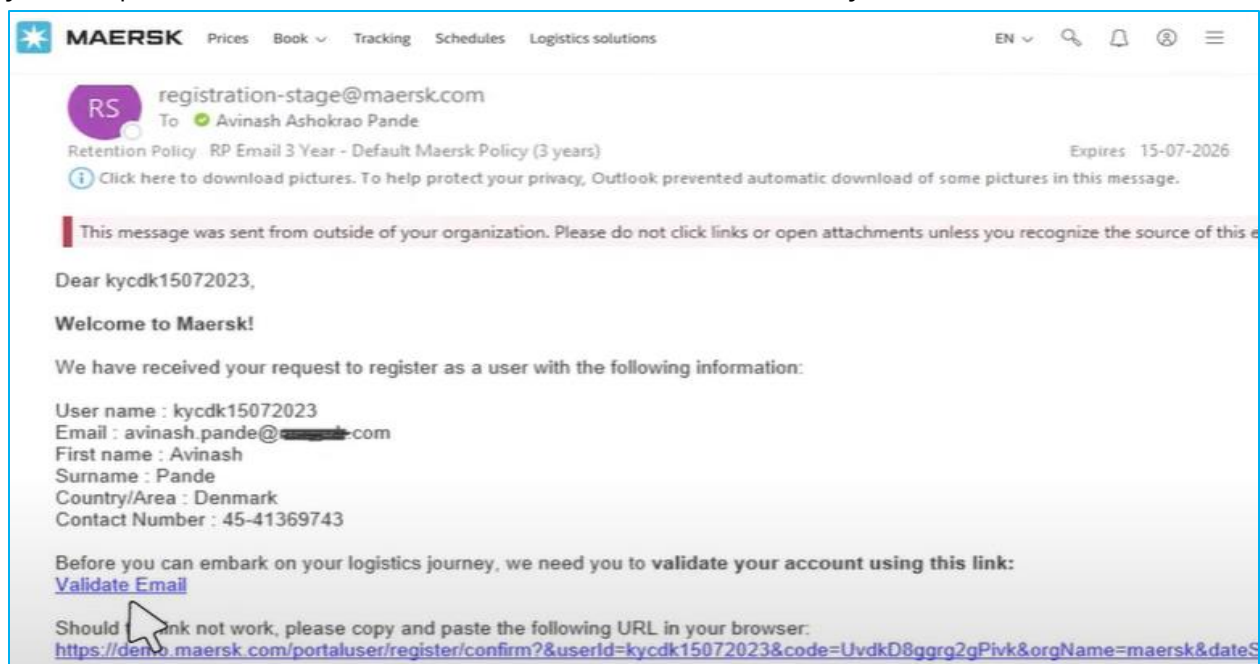 MAERSK Prices Book Tracking Schedules Logistics solutions EN
RS
registration-stage@maersk.com
To Avinash Ashokrao Pande
Retention Policy RP Email 3 Year - Default Maersk Policy (3 years) Expires 15-07-2026
Click here to download pictures. To help protect your privacy, Outlook prevented automatic download of some pictures in this message.
This message was sent from outside of your organization. Please do not click links or open attachments unless you recognize the source of this e
Dear kycdk15072023,
Welcome to Maersk!
We have received your request to register as a user with the following information:
User name : kycdk15072023
Email : avinash.pande@ .com
First name : Avinash
Surname : Pande
Country/Area : Denmark
Contact Number : 45-41369743
Before you can embark on your logistics journey, we need you to validate your account using this link:
Validate Email
Should not work, please copy and paste the following URL in your browser:
https://demo.maersk.com/portaluser/register/confirm?&userId=kycdk15072023&code=UvdkD8ggrg2gPivk&orgName=maersk&dateS